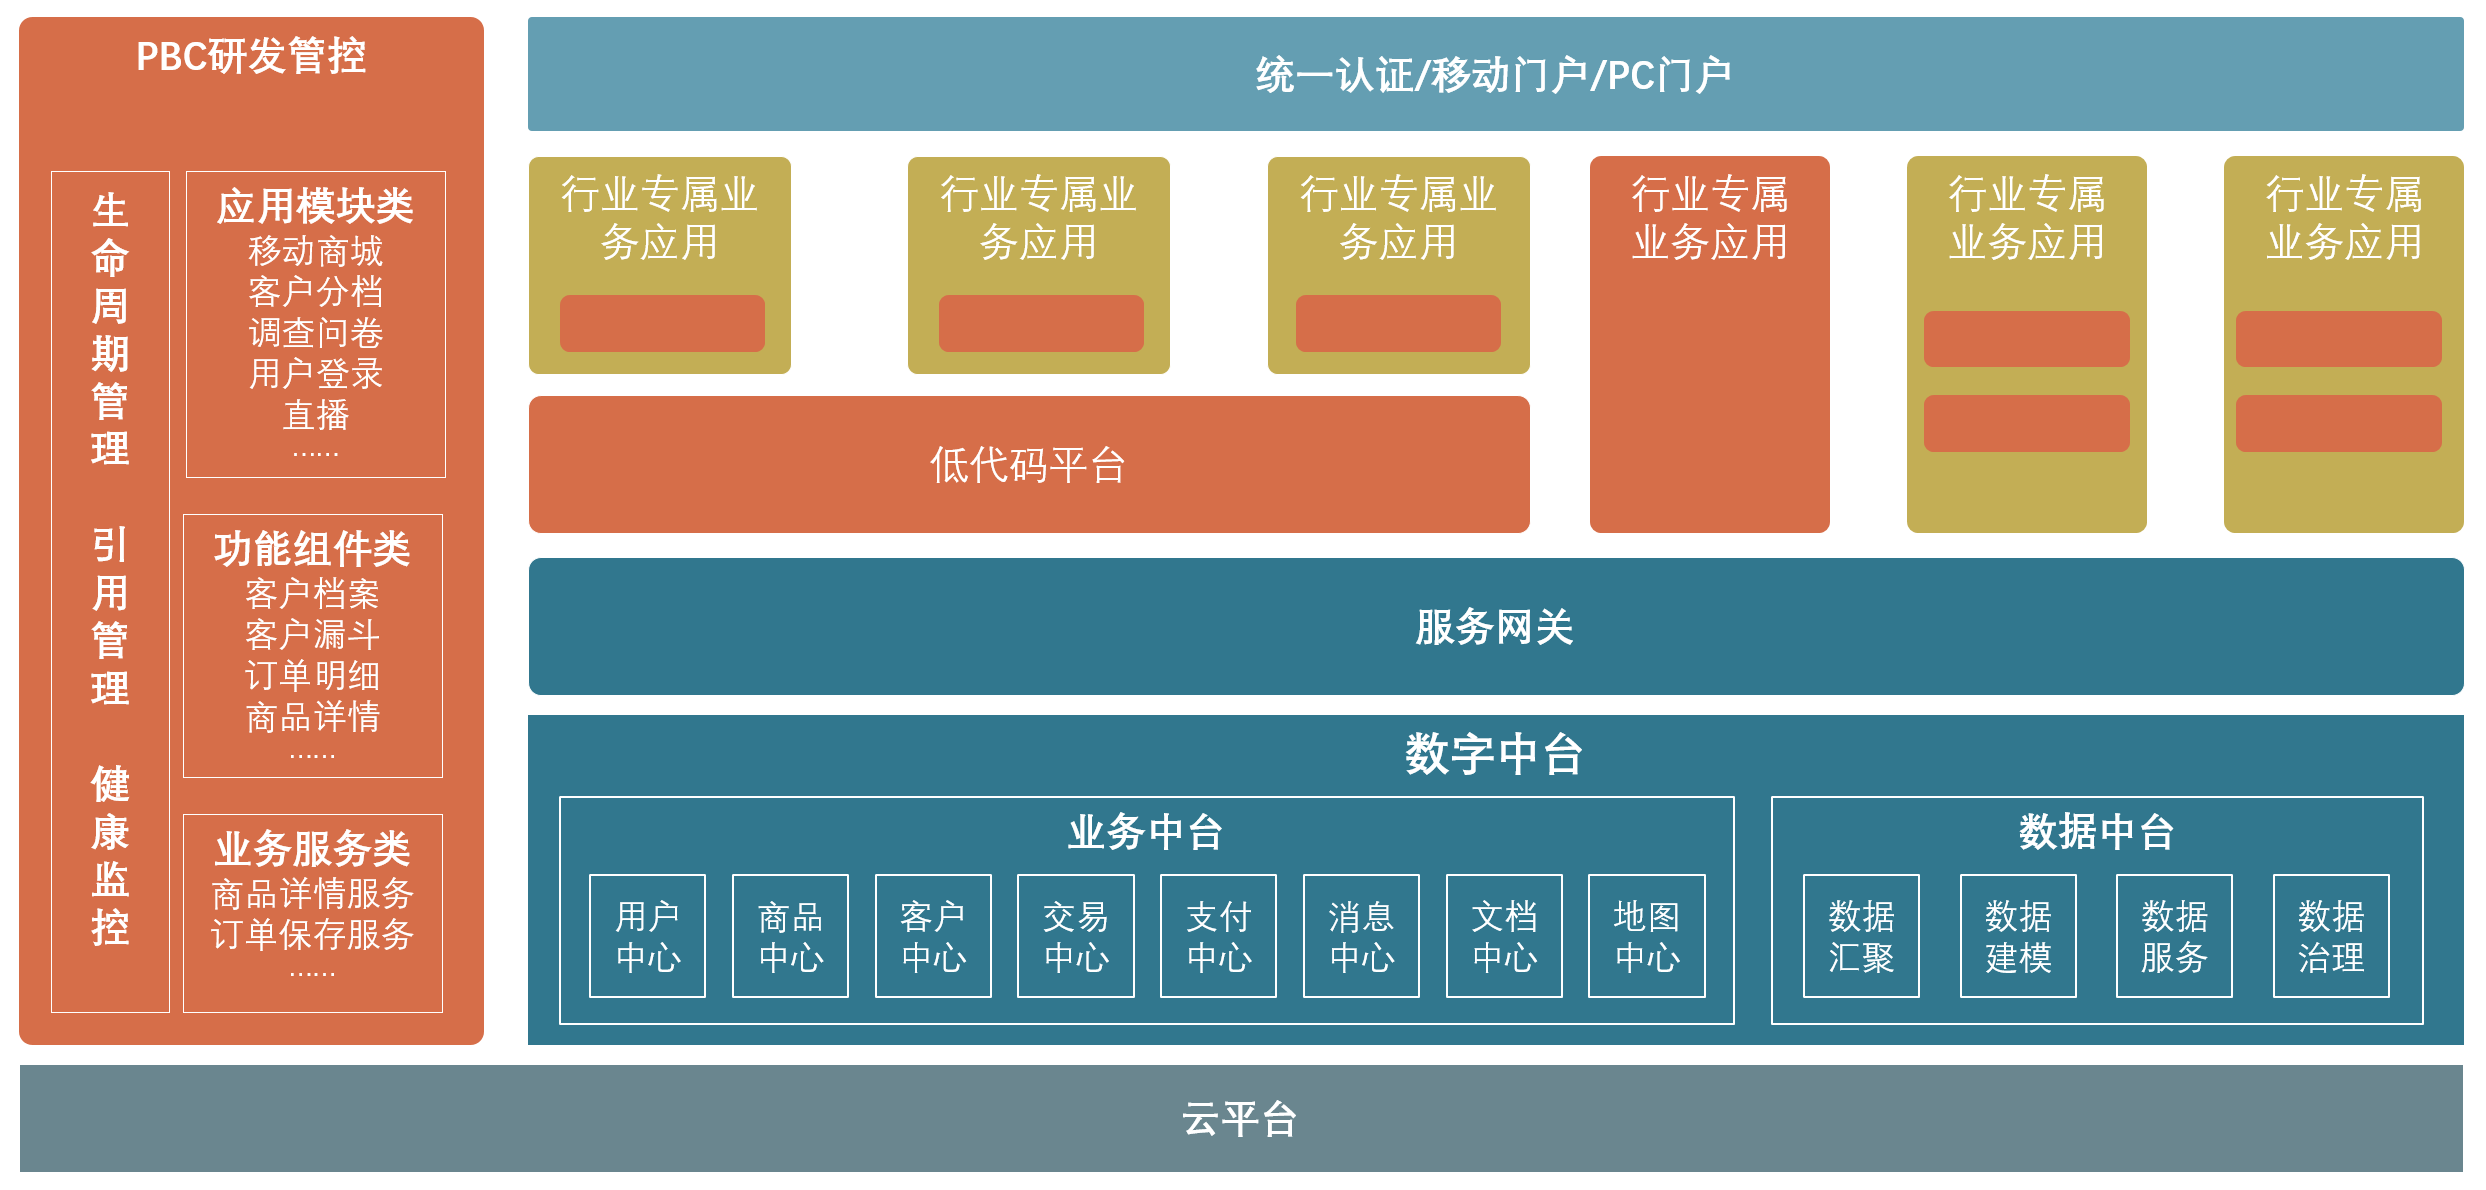 PBC研发管控
生
命
周
期
管
理
引
用
管
理
健
康
监
控
应用模块类
移动商城
客户分档
调查问卷
用户登录
直播
……
功能组件类
客户档案
客户漏斗
订单明细
商品详情
……
业务服务类
商品详情服务
订单保存服务
……
统一认证/移动门户/PC门户
行业专属业
务应用
行业专属业
务应用
行业专属业
务应用
行业专属
业务应用
行业专属
业务应用
行业专属
业务应用
低代码平台
服务网关
数字中台
业务中台
用户
中心
商品
中心
客户
中心
交易
中心
支付
中心
消息
中心
文档
中心
地图
中心
数据中台
数据
汇聚
数据
建模
数据
服务
数据
治理
云平台